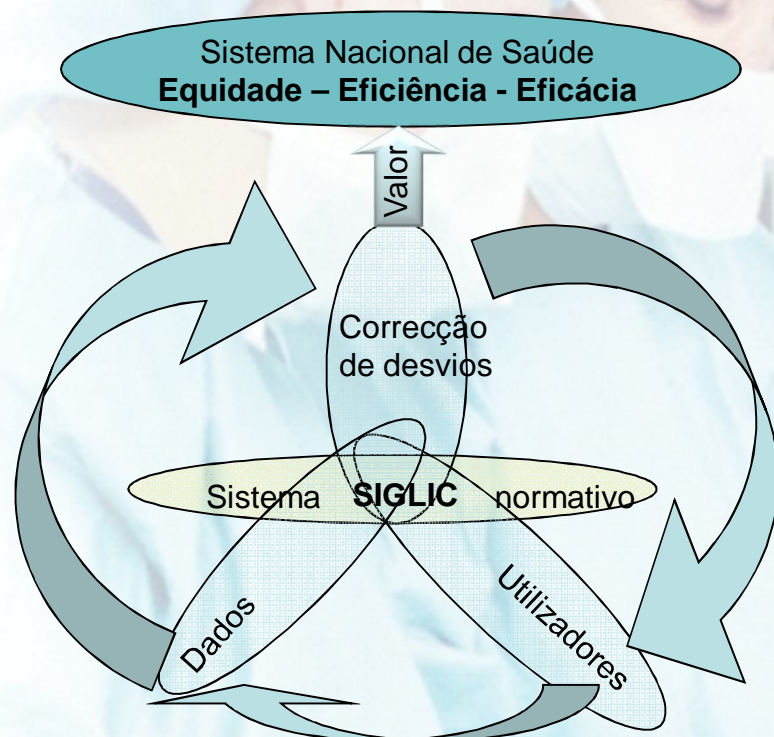 Sistema Nacional de Saúde
Equidade – Eficiência - Eficácia
Valor
Correcção
de desvios
Sistema SIGLIC normativo
Dados
Utilizadores